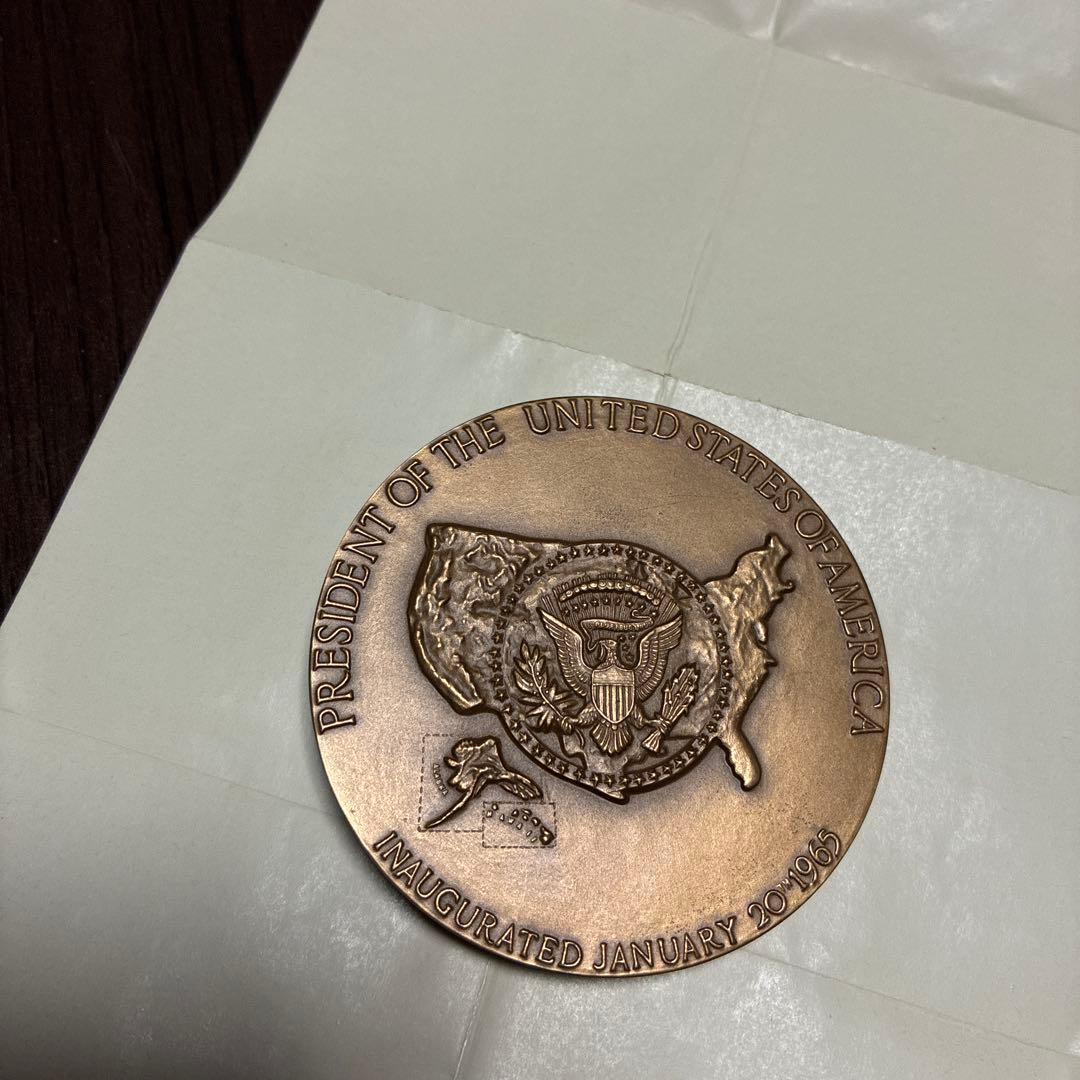 PRESIDENT OF THE UNITED STATES OF AMERICA
INAUGURATED JANUARY 20TH 1965